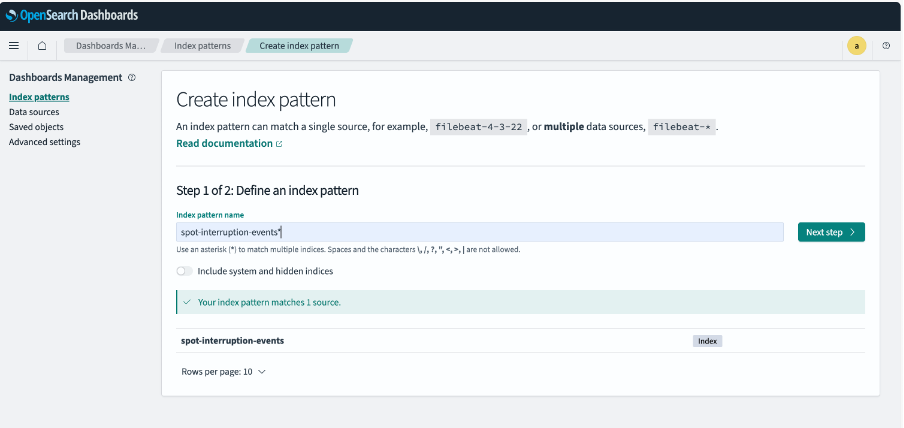 OpenSearch Dashboards
Dashboards Ma... Index patterns Create index pattern a
Dashboards Management
Index patterns
Data sources
Saved objects
Advanced settings
Create index pattern
An index pattern can match a single source, for example, filebeat-4-3-22 , or multiple data sources, filebeat-* .
Read documentation
Step 1 of 2: Define an index pattern
Index pattern name
spot-interruption-events*
Next step
Use an asterisk (*) to match multiple indices. Spaces and the characters \, /, ?, ", <, >, | are not allowed.
Include system and hidden indices
Your index pattern matches 1 source.
spot-interruption-events Index
Rows per page: 10